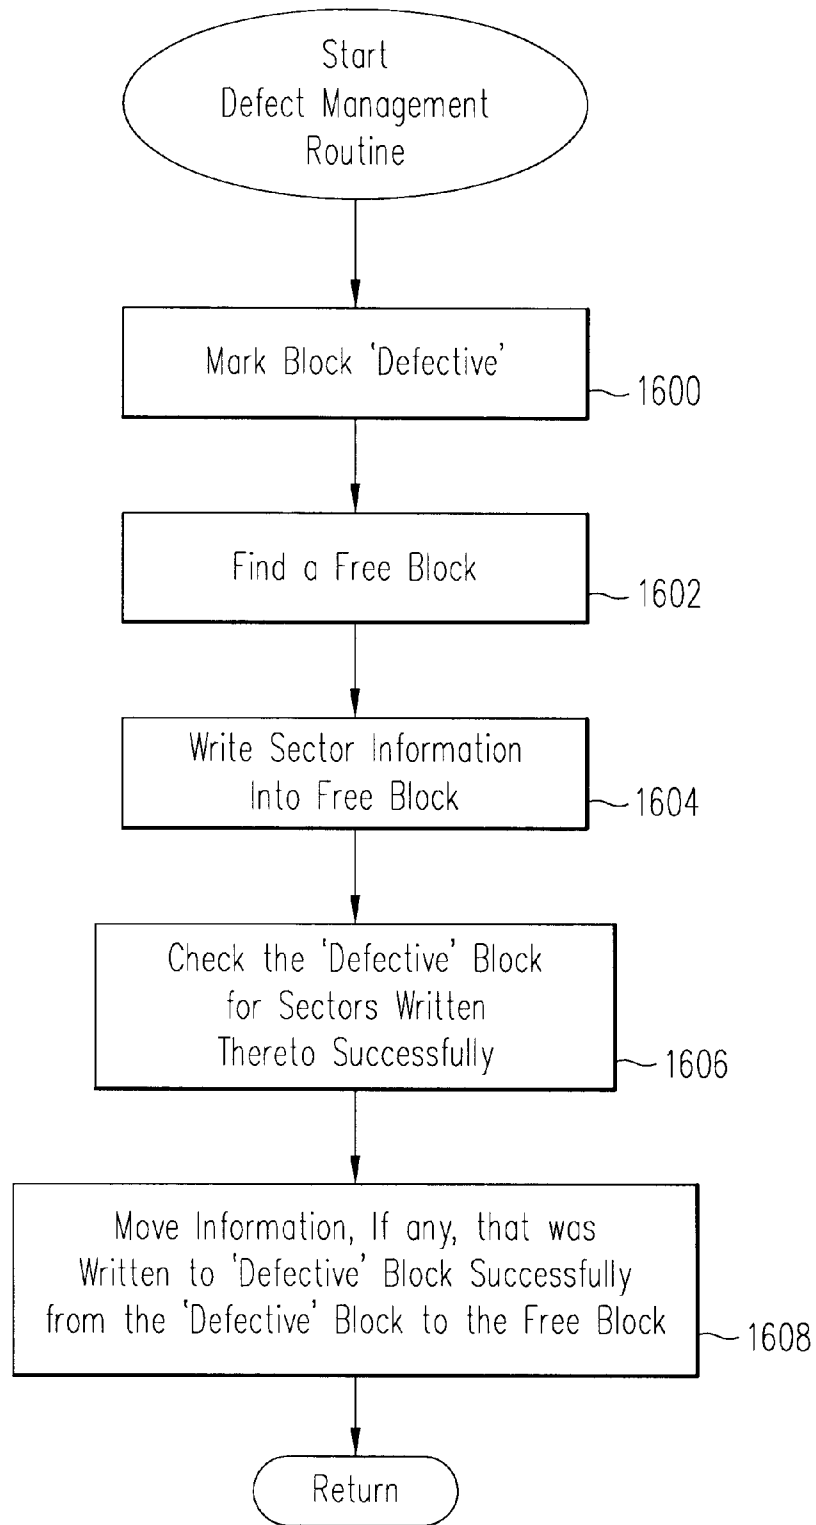 Start
Defect Management
Routine
Mark Block 'Defective'
1600
Find a Free Block
1602
Write Sector Information
Into Free Block
1604
Check the 'Defective' Block
for Sectors Written
Thereto Successfully
1606
Move Information, If any, that was
Written to 'Defective' Block Successfully
from the 'Defective' Block to the Free Block
1608
Return